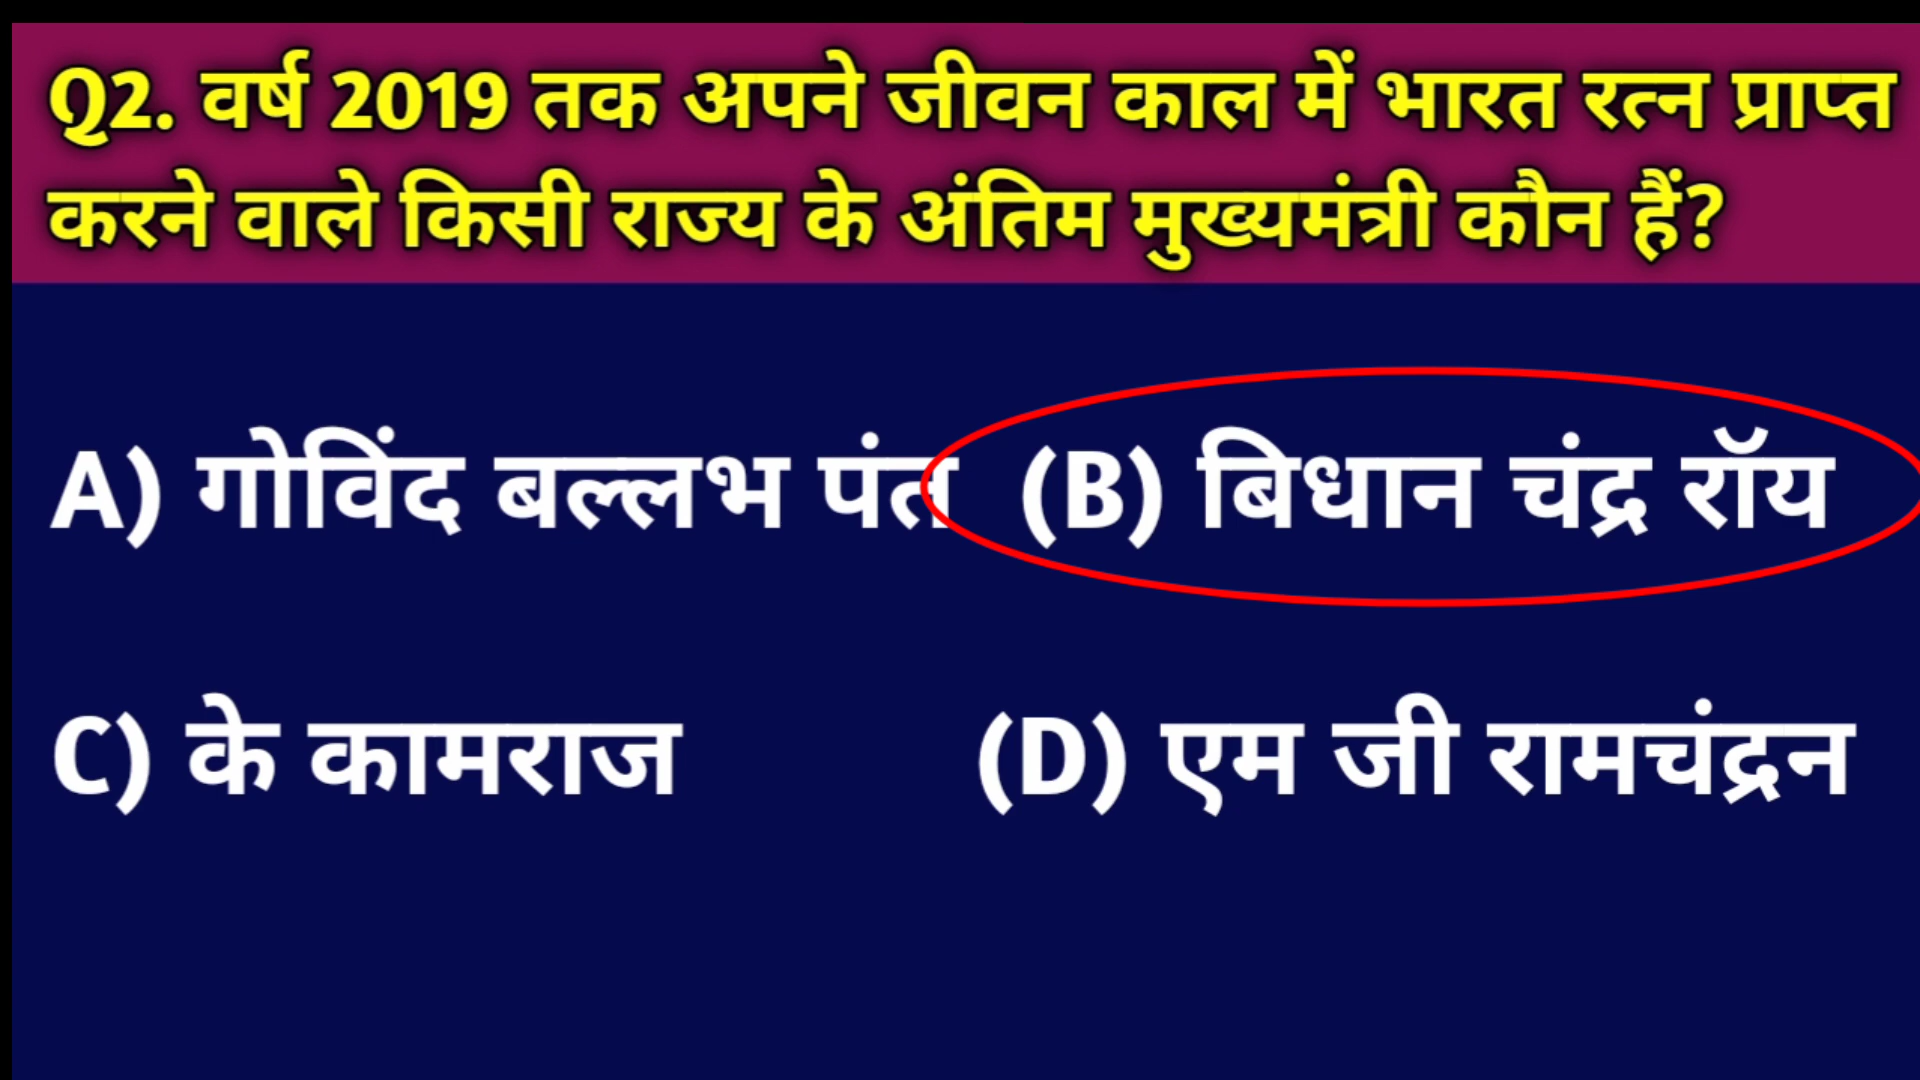 Q2. वर्ष 2019 तक अपने जीवन काल में भारत रत्न प्राप्त
करने वाले किसी राज्य के अंतिम मुख्यमंत्री कौन हैं?
A) गोविंद बल्लभ पंत (B) बिधान चंद्र रॉय
C) के कामराज (D) एम जी रामचंद्रन